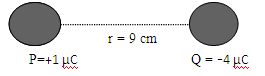 r = 9 cm
P=+1 μC Q = -4 μC